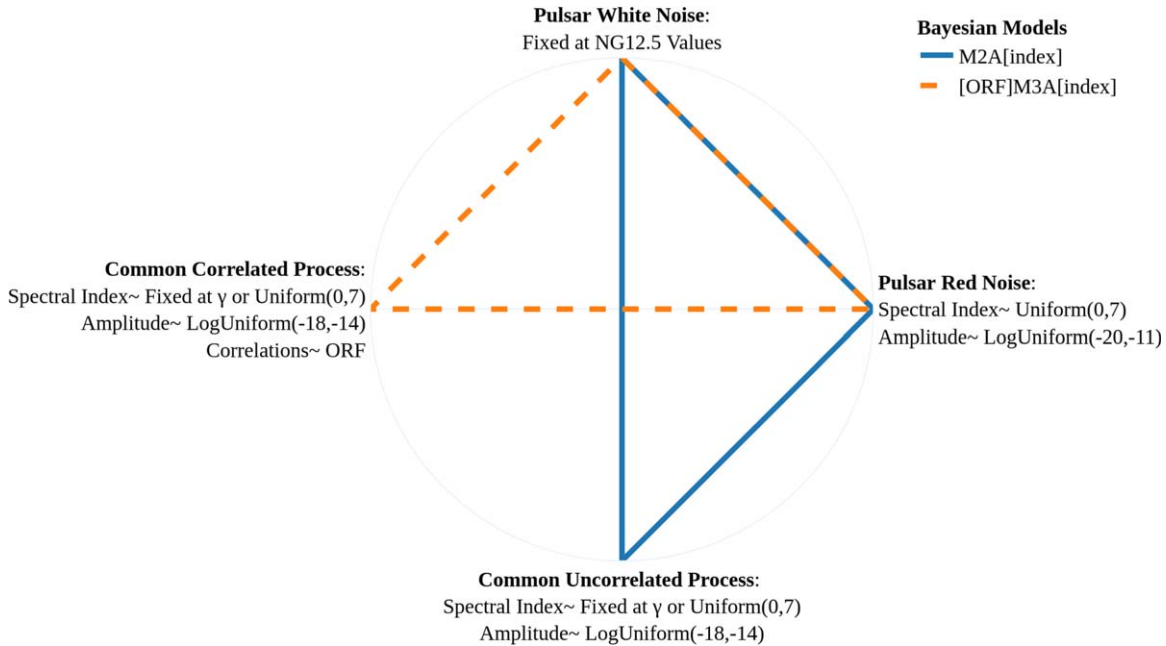 Pulsar White Noise:
Fixed at NG12.5 Values
Bayesian Models
M2A[index]
[ORF]M3A[index]
Common Correlated Process:
Spectral Index~ Fixed at γ or Uniform(0,7)
Amplitude~ LogUniform(-18,-14)
Correlations~ ORF
Pulsar Red Noise:
Spectral Index~ Uniform(0,7)
Amplitude~ LogUniform(-20,-11)
Common Uncorrelated Process:
Spectral Index~ Fixed at γ or Uniform(0,7)
Amplitude~ LogUniform(-18,-14)